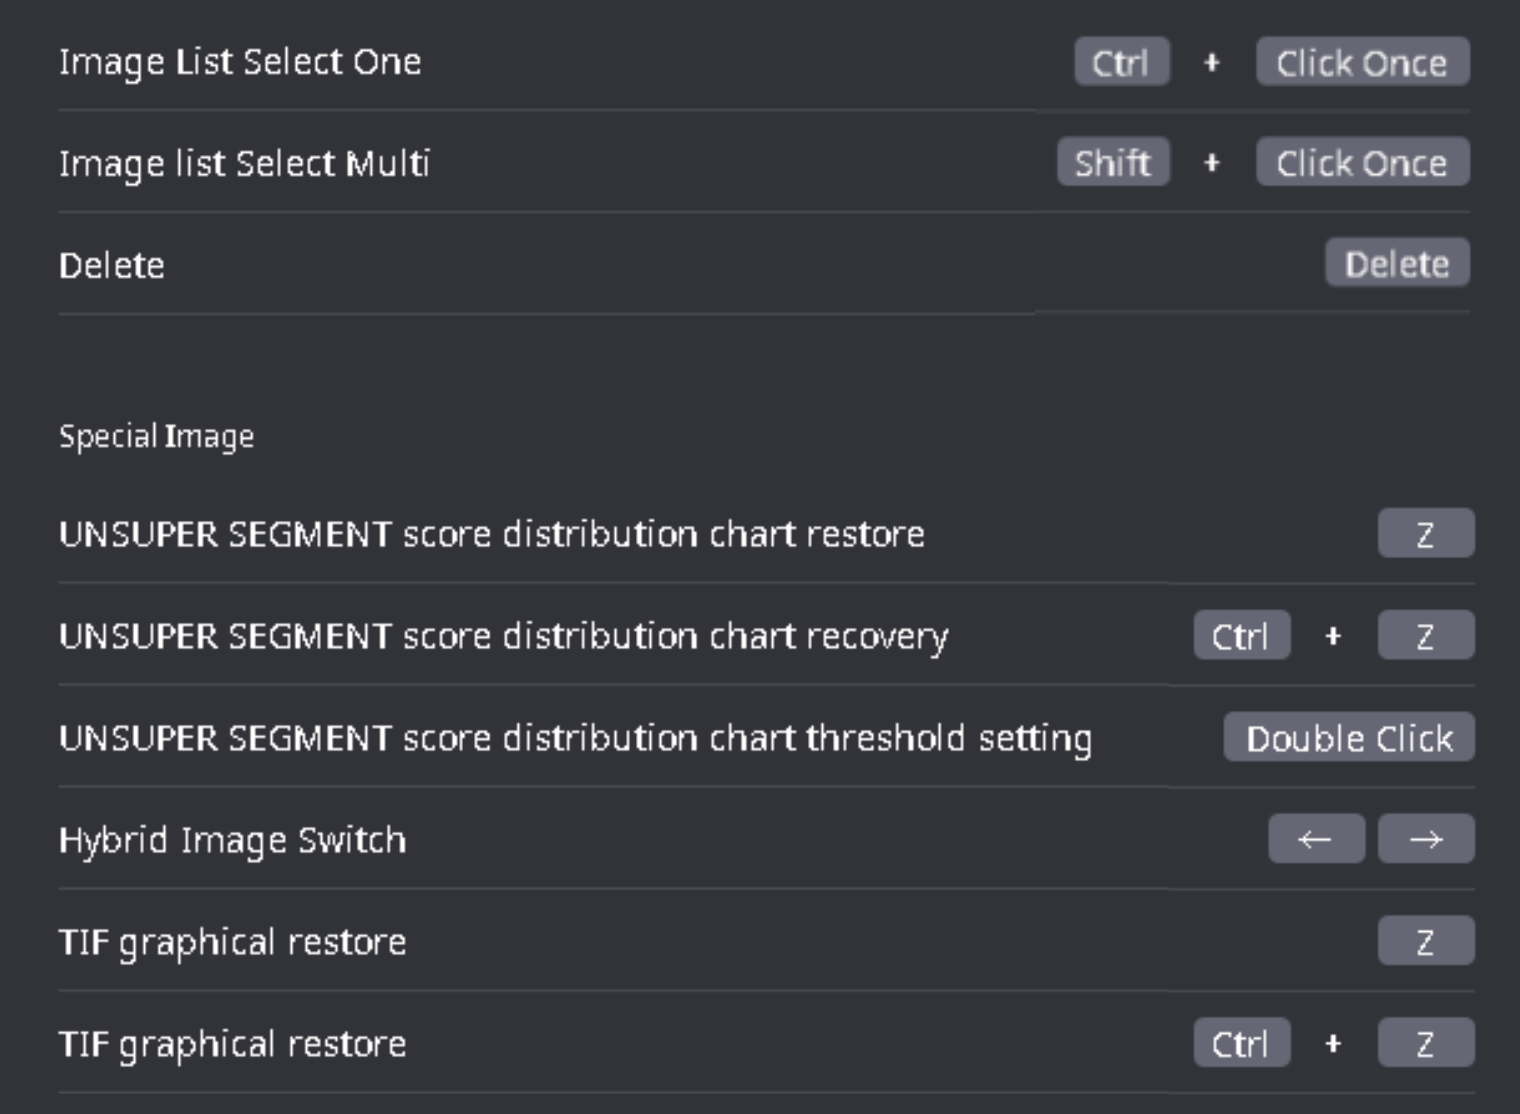 Image List Select One Ctrl + Click Once
Image list Select Multi Shift + Click Once
Delete Delete
Special Image
UNSUPER SEGMENT score distribution chart restore Z
UNSUPER SEGMENT score distribution chart recovery Ctrl + Z
UNSUPER SEGMENT score distribution chart threshold setting Double Click
Hybrid Image Switch ← →
TIF graphical restore Z
TIF graphical restore Ctrl + Z